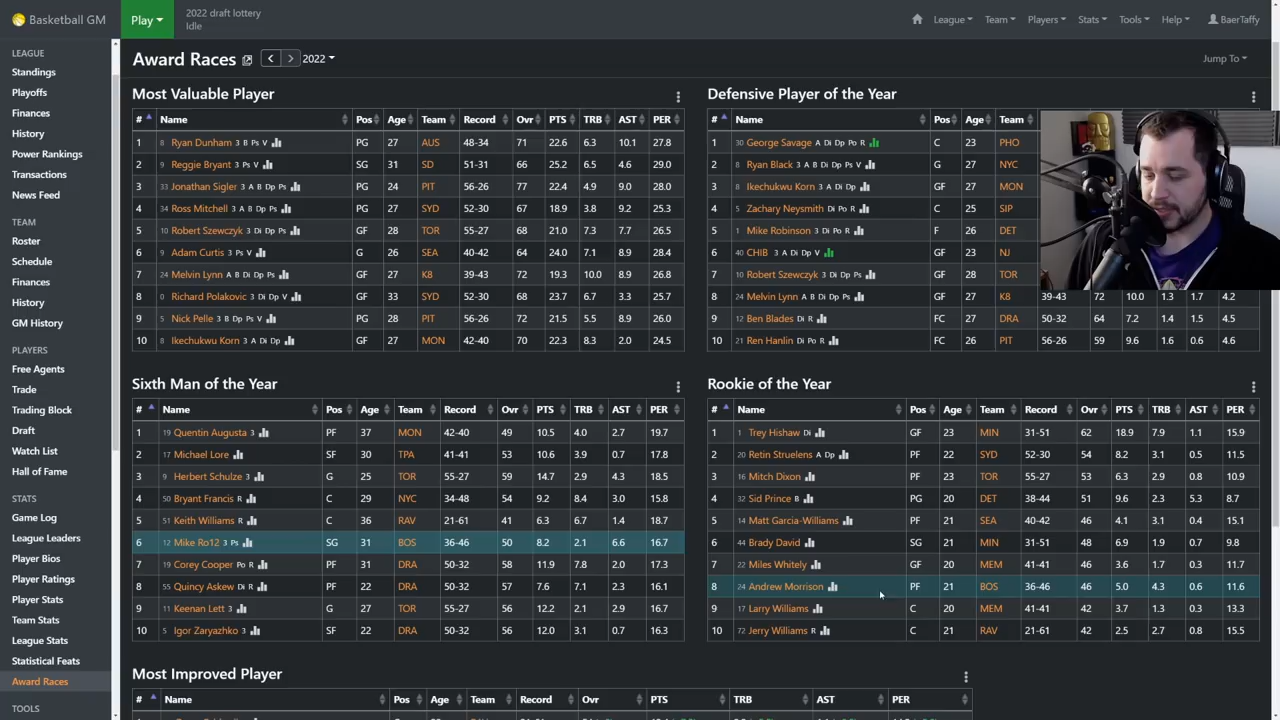 Basketball GM
Play
2022 draft lottery
Idle
League
Team
Players
Stats
Tools
Help
BaerTaffy
LEAGUE
Standings
Playoffs
Finances
History
Power Rankings
Transactions
News Feed
TEAM
Roster
Schedule
Finances
History
GM History
PLAYERS
Free Agents
Trade
Trading Block
Draft
Watch List
Hall of Fame
STATS
Game Log
League Leaders
Player Bios
Player Ratings
Player Stats
Team Stats
League Stats
Statistical Feats
Award Races
TOOLS
Award Races 2022
Jump To
Most Valuable Player
# Name Pos Age Team Record Ovr PTS TRB AST PER
1 8 Ryan Dunham 3 B Ps V PG 27 AUS 48-34 71 22.6 6.3 10.1 27.8
2 9 Reggie Bryant 3 Ps V SG 31 SD 51-31 66 25.2 6.5 4.6 29.0
3 33 Jonathan Sigler 3 A B Dp Ps PG 24 PIT 56-26 77 22.4 4.9 9.0 28.0
4 34 Ross Mitchell 3 A B Dp Ps PG 27 SYD 52-30 67 18.9 3.8 9.2 25.3
5 10 Robert Szewczyk 3 Di Dp Ps GF 28 TOR 55-27 68 21.0 7.3 7.7 26.5
6 9 Adam Curtis 3 Ps V G 26 SEA 40-42 64 24.0 7.1 8.9 28.4
7 24 Melvin Lynn A B Di Dp Ps GF 27 K8 39-43 72 19.3 10.0 8.9 26.8
8 0 Richard Polakovic 3 Di Dp V GF 33 SYD 52-30 68 23.7 6.7 3.3 25.7
9 5 Nick Pelle 3 B Dp Ps V PG 28 PIT 56-26 72 21.5 5.5 8.9 26.0
10 8 Ikechukwu Korn 3 A Di Dp GF 27 MON 42-40 70 22.3 8.3 2.0 24.5
Defensive Player of the Year
# Name Pos Age Team
1 30 George Savage A Di Dp Po R C 23 PHO
2 8 Ryan Black 3 A Di Dp Ps V GF 27 NYC
3 8 Ikechukwu Korn 3 A Di Dp GF 27 MON
4 5 Zachary Neysmith Di Po R C 25 SIP
5 5 Mike Robinson 3 Di Po R F 26 DET
6 40 CHIB 3 A Di Dp V GF 23 NJ
7 10 Robert Szewczyk 3 Di Dp Ps GF 28 TOR
8 24 Melvin Lynn A B Di Dp Ps GF 27 K8 39-43 72 10.0 1.3 1.7 4.2
9 12 Ben Blades Di R FC 27 DRA 50-32 64 7.2 1.4 1.5 4.5
10 21 Ren Hanlin Di Po R FC 26 PIT 56-26 59 9.6 1.6 0.6 4.6
Sixth Man of the Year
# Name Pos Age Team Record Ovr PTS TRB AST PER
1 19 Quentin Augusta 3 PF 37 MON 42-40 49 10.5 4.0 2.7 19.7
2 17 Michael Lore SF 30 TPA 41-41 53 10.6 3.9 0.7 17.8
3 9 Herbert Schulze 3 G 25 TOR 55-27 59 14.7 2.9 4.3 18.5
4 50 Bryant Francis R C 29 NYC 34-48 54 9.2 8.4 3.0 15.8
5 51 Keith Williams R C 36 RAV 21-61 41 6.3 6.7 1.4 18.7
6 12 Mike Ro12 3 Ps SG 31 BOS 36-46 50 8.2 2.1 6.6 16.7
7 19 Corey Cooper Po R PF 31 DRA 50-32 58 11.9 7.8 2.0 17.3
8 55 Quincy Askew Di R PF 22 DRA 50-32 57 7.6 7.1 2.3 16.1
9 11 Keenan Lett 3 G 27 TOR 55-27 56 12.2 2.1 2.9 16.7
10 5 Igor Zaryazhko 3 SF 22 DRA 50-32 56 12.0 3.1 0.7 16.3
Rookie of the Year
# Name Pos Age Team Record Ovr PTS TRB AST PER
1 1 Trey Hishaw Di GF 23 MIN 31-51 62 18.9 7.9 1.1 15.9
2 20 Retin Struelens A Dp PF 22 SYD 52-30 54 8.2 3.1 0.5 11.5
3 15 Mitch Dixon PF 23 TOR 55-27 53 6.3 2.9 0.8 10.9
4 32 Sid Prince B PG 20 DET 38-44 51 9.6 2.3 5.3 8.7
5 14 Matt Garcia-Williams PF 21 SEA 40-42 46 4.1 3.1 0.4 15.1
6 44 Brady David SG 21 MIN 31-51 48 6.9 1.9 2.9 9.8
7 22 Miles Whitely GF 20 MEM 41-41 46 3.6 1.7 0.3 11.7
8 24 Andrew Morrison PF 21 BOS 36-46 46 5.0 4.3 0.6 11.6
9 17 Larry Williams C 20 MEM 41-41 42 3.7 1.3 0.3 13.3
10 72 Jerry Williams R C 21 RAV 21-61 42 2.5 2.7 0.8 15.5
Most Improved Player
# Name Pos Age Team Record Ovr PTS TRB AST PER